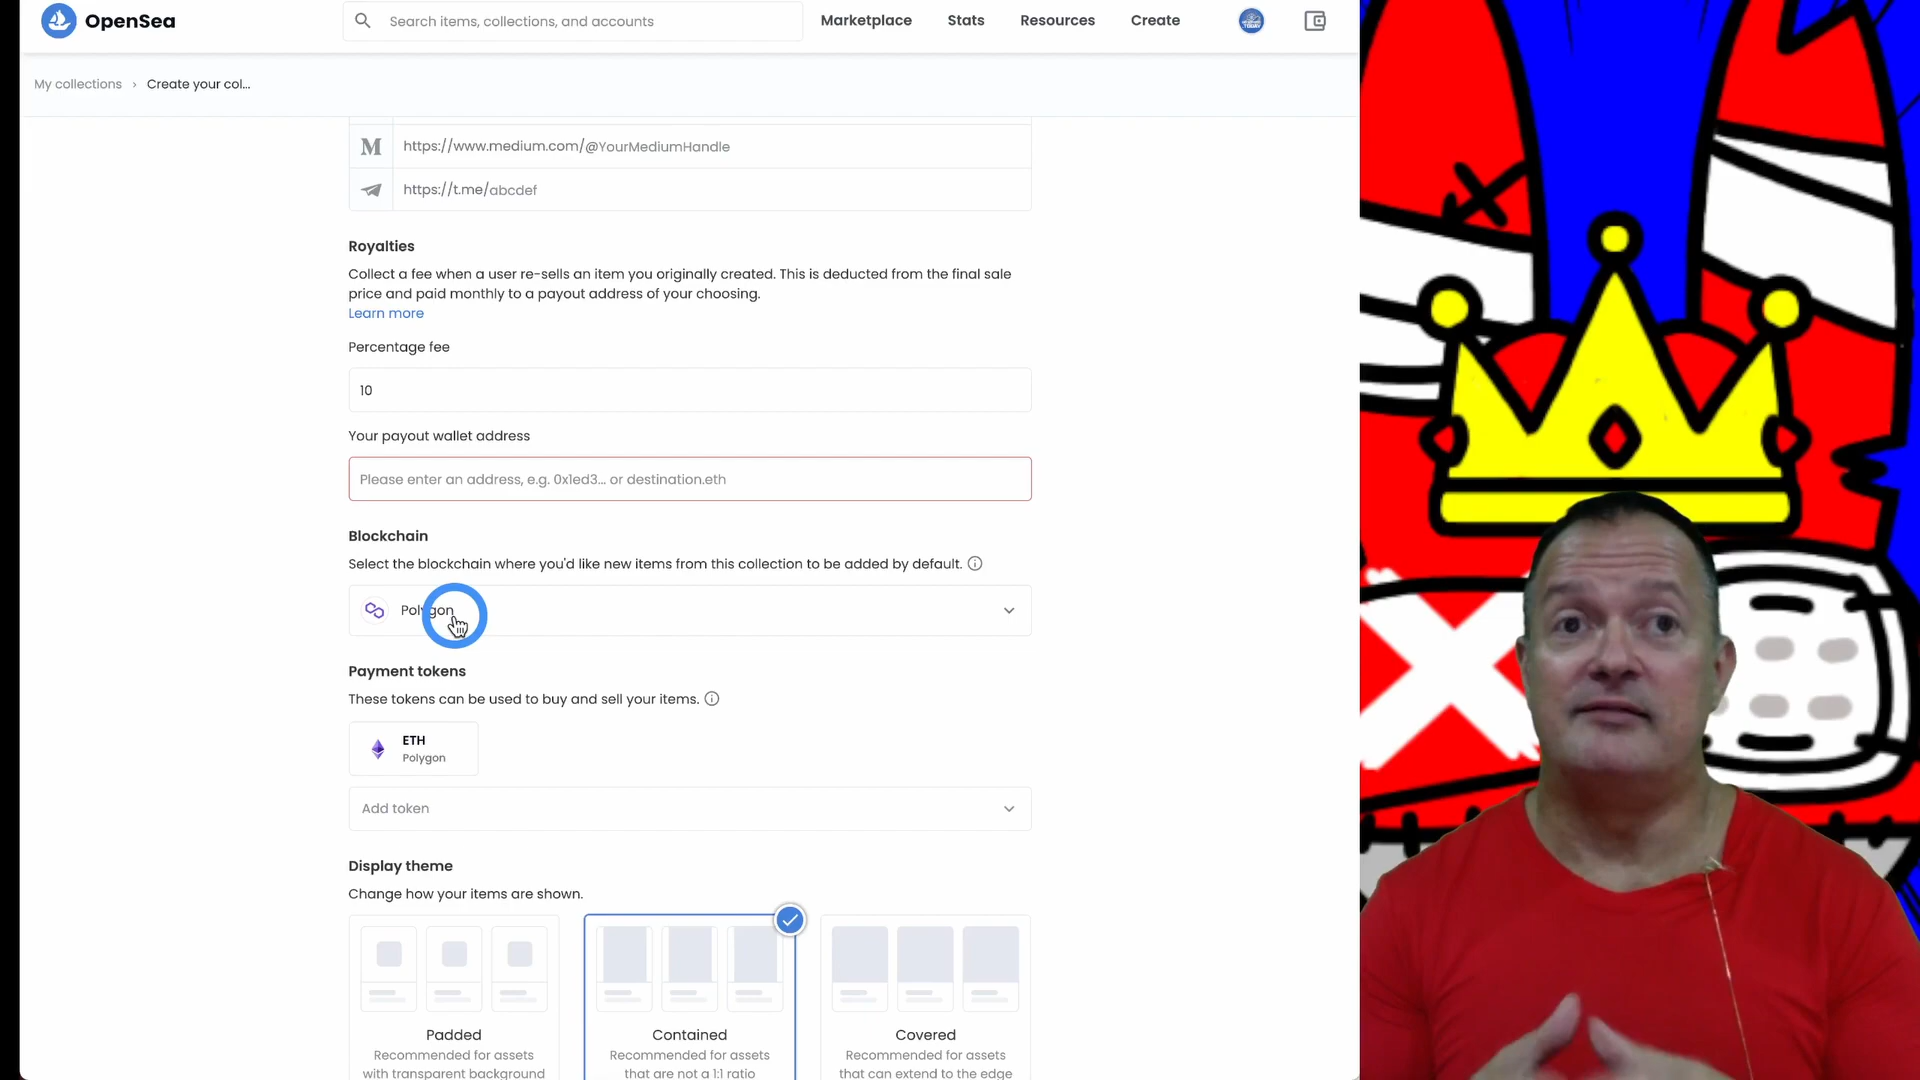 OpenSea
Search items, collections, and accounts
Marketplace
Stats
Resources
Create
My collections › Create your col...
https://www.medium.com/@YourMediumHandle
https://t.me/abcdef
Royalties
Collect a fee when a user re-sells an item you originally created. This is deducted from the final sale
price and paid monthly to a payout address of your choosing.
Learn more
Percentage fee
10
Your payout wallet address
Please enter an address, e.g. 0x1ed3... or destination.eth
Blockchain
Select the blockchain where you'd like new items from this collection to be added by default.
Polygon
Payment tokens
These tokens can be used to buy and sell your items.
ETH
Polygon
Add token
Display theme
Change how your items are shown.
Padded
Recommended for assets
with transparent background
Contained
Recommended for assets
that are not a 1:1 ratio
Covered
Recommended for assets
that can extend to the edge